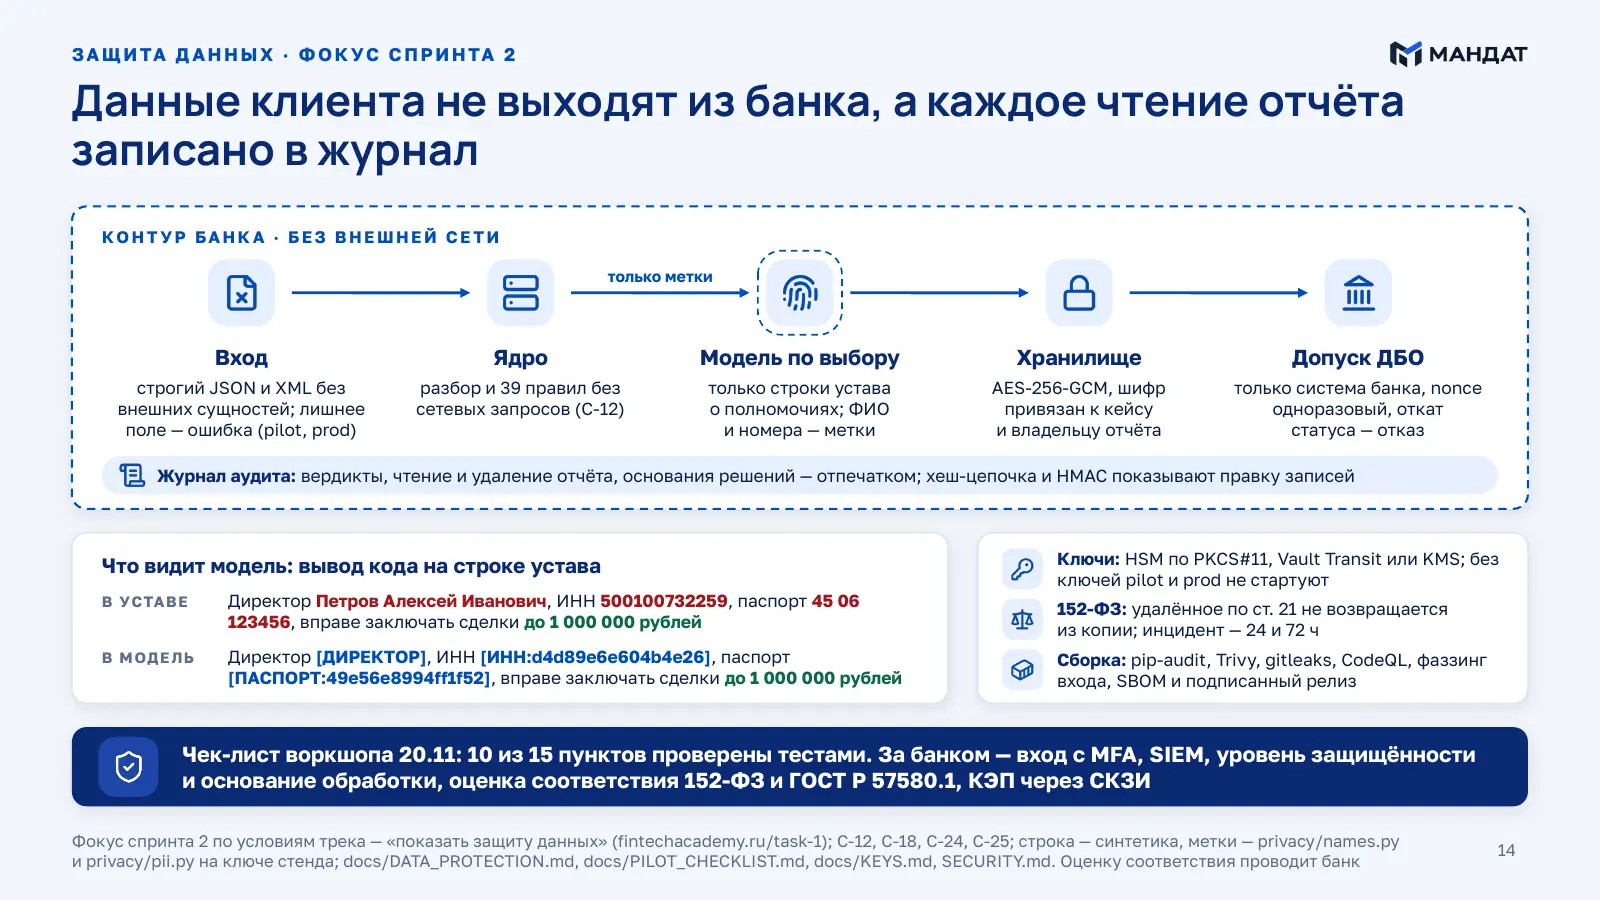 ЗАЩИТА ДАННЫХ · ФОКУС СПРИНТА 2
МАНДАТ
Данные клиента не выходят из банка, а каждое чтение отчёта
записано в журнал
КОНТУР БАНКА · БЕЗ ВНЕШНЕЙ СЕТИ
только метки
Вход
строгий JSON и XML без
внешних сущностей; лишнее
поле — ошибка (pilot, prod)
Ядро
разбор и 39 правил без
сетевых запросов (С-12)
Модель по выбору
только строки устава
о полномочиях; ФИО
и номера — метки
Хранилище
AES-256-GCM, шифр
привязан к кейсу
и владельцу отчёта
Допуск ДБО
только система банка, nonce
одноразовый, откат
статуса — отказ
Журнал аудита: вердикты, чтение и удаление отчёта, основания решений — отпечатком; хеш-цепочка и HMAC показывают правку записей
Что видит модель: вывод кода на строке устава
В УСТАВЕ
Директор Петров Алексей Иванович, ИНН 500100732259, паспорт 45 06
123456, вправе заключать сделки до 1 000 000 рублей
В МОДЕЛЬ
Директор [ДИРЕКТОР], ИНН [ИНН:d4d89e6e604b4e26], паспорт
[ПАСПОРТ:49e56e8994ff1f52], вправе заключать сделки до 1 000 000 рублей
Ключи: HSM по PKCS#11, Vault Transit или KMS; без
ключей pilot и prod не стартуют
152-ФЗ: удалённое по ст. 21 не возвращается
из копии; инцидент — 24 и 72 ч
Сборка: pip-audit, Trivy, gitleaks, CodeQL, фаззинг
входа, SBOM и подписанный релиз
Чек-лист воркшопа 20.11: 10 из 15 пунктов проверены тестами. За банком — вход с MFA, SIEM, уровень защищённости
и основание обработки, оценка соответствия 152-ФЗ и ГОСТ Р 57580.1, КЭП через СКЗИ
Фокус спринта 2 по условиям трека — «показать защиту данных» (fintechacademy.ru/task-1); С-12, С-18, С-24, С-25; строка — синтетика, метки — privacy/names.py
и privacy/pii.py на ключе стенда; docs/DATA_PROTECTION.md, docs/PILOT_CHECKLIST.md, docs/KEYS.md, SECURITY.md. Оценку соответствия проводит банк
14